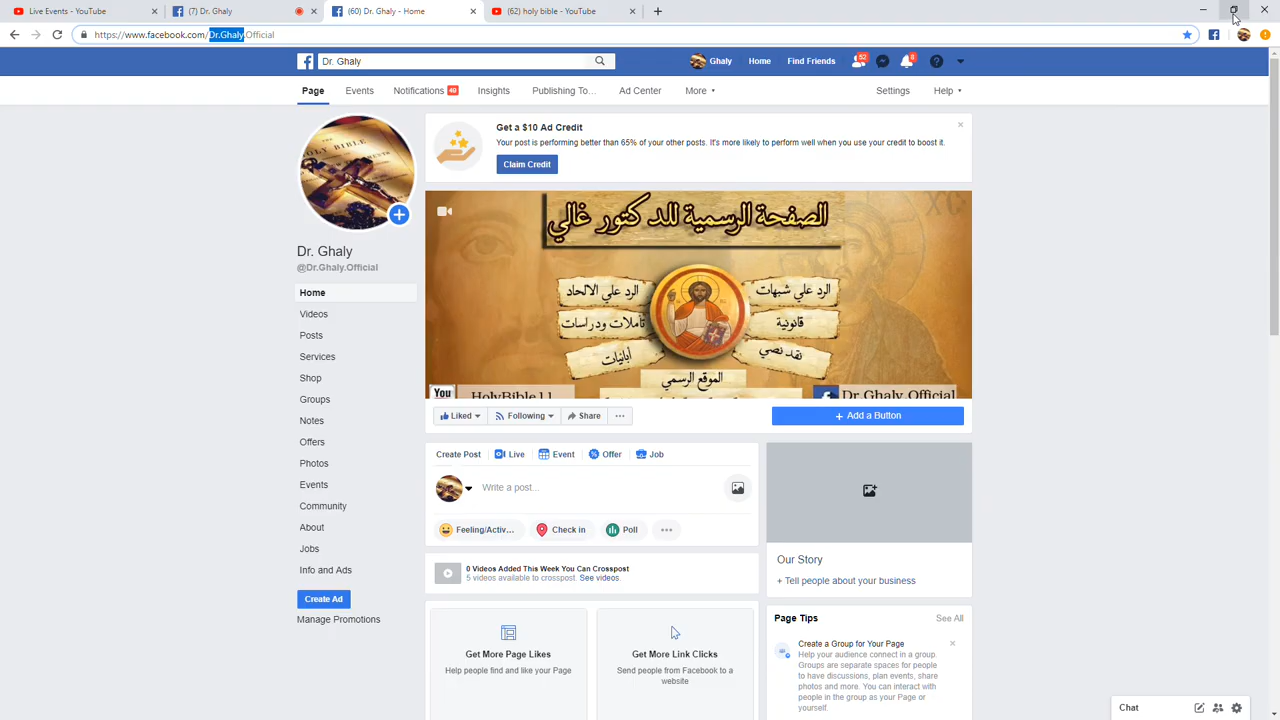 Live Events - YouTube
(7) Dr. Ghaly
(60) Dr. Ghaly - Home
(62) holy bible - YouTube
https://www.facebook.com/Dr.Ghaly.Official
Dr. Ghaly
Ghaly
Home
Find Friends
52
8
Page
Events
Notifications 40
Insights
Publishing To...
Ad Center
More
Settings
Help
HOLY BIBLE
Get a $10 Ad Credit
Your post is performing better than 65% of your other posts. It's more likely to perform well when you use your credit to boost it.
Claim Credit
الصفحة الرسمية للدكتور غالي
الرد علي الالحاد
الرد علي شبهات
تأملات ودراسات
قانونية
أبائيات
نقد نصي
الموقع الرسمي
You
HolyBible11
Dr.Ghaly.Official
Dr. Ghaly
@Dr.Ghaly.Official
Home
Videos
Posts
Services
Shop
Groups
Notes
Offers
Photos
Events
Community
About
Jobs
Info and Ads
Create Ad
Manage Promotions
Liked
Following
Share
+ Add a Button
Create Post
Live
Event
Offer
Job
Write a post...
Feeling/Activ...
Check in
Poll
0 Videos Added This Week You Can Crosspost
5 videos available to crosspost. See videos.
Get More Page Likes
Help people find and like your Page
Get More Link Clicks
Send people from Facebook to a
website
Our Story
+ Tell people about your business
Page Tips
See All
Create a Group for Your Page
Help your audience connect in a group.
Groups are separate spaces for people
to have discussions, plan events, share
photos and more. You can interact with
people in the group as your Page or
yourself.
Chat